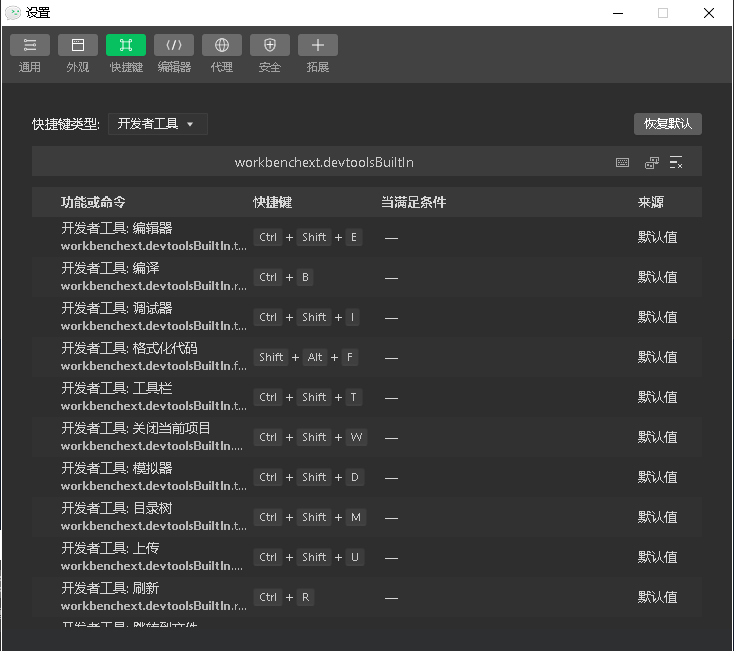 设置
通用 外观 快捷键 编辑器 代理 安全 拓展
快捷键类型: 开发者工具 恢复默认
workbenchext.devtoolsBuiltIn
功能或命令 快捷键 当满足条件 来源
开发者工具: 编辑器
workbenchext.devtoolsBuiltIn.t... Ctrl + Shift + E — 默认值
开发者工具: 编译
workbenchext.devtoolsBuiltIn.r... Ctrl + B — 默认值
开发者工具: 调试器
workbenchext.devtoolsBuiltIn.t... Ctrl + Shift + I — 默认值
开发者工具: 格式化代码
workbenchext.devtoolsBuiltIn.f... Shift + Alt + F — 默认值
开发者工具: 工具栏
workbenchext.devtoolsBuiltIn.t... Ctrl + Shift + T — 默认值
开发者工具: 关闭当前项目
workbenchext.devtoolsBuiltIn.... Ctrl + Shift + W — 默认值
开发者工具: 模拟器
workbenchext.devtoolsBuiltIn.t... Ctrl + Shift + D — 默认值
开发者工具: 目录树
workbenchext.devtoolsBuiltIn.t... Ctrl + Shift + M — 默认值
开发者工具: 上传
workbenchext.devtoolsBuiltIn.... Ctrl + Shift + U — 默认值
开发者工具: 刷新
workbenchext.devtoolsBuiltIn.r... Ctrl + R — 默认值
开发者工具: 跳转到文件